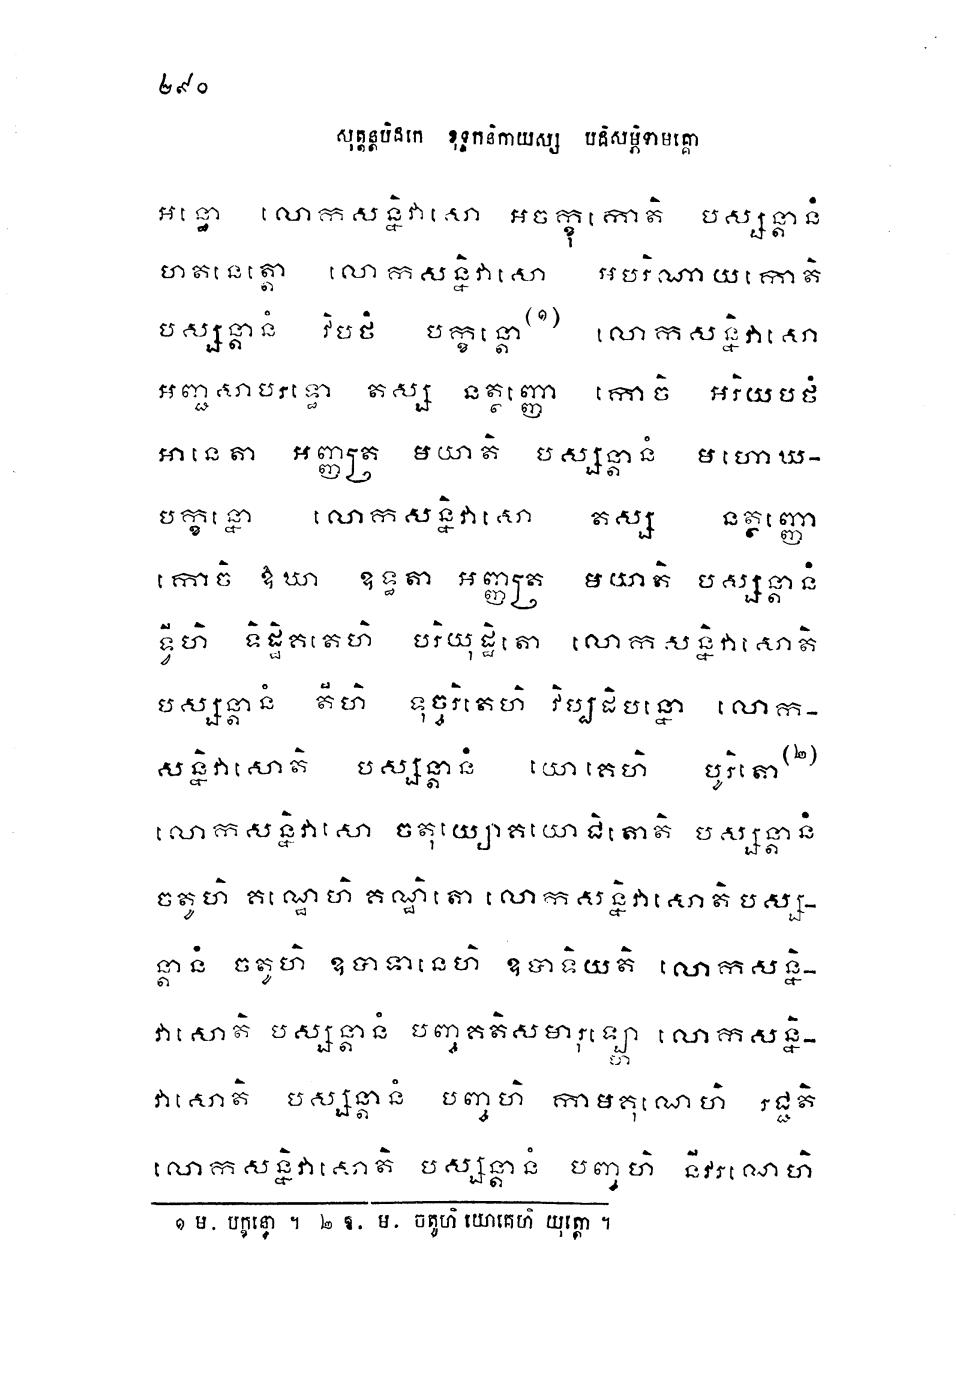 ២៩០
សុត្តន្តបិដកេ ខុទ្ទកនិកាយស្ស បដិសម្ភិទាមគ្គោ
អន្ធោ លោកសន្និវាសោ អចក្ខុកោតិ បស្សន្តានំ
ហតនេត្តោ លោកសន្និវាសោ អបរិណាយកោតិ
បស្សន្តានំ វិបថំ បក្ខន្តោ(១) លោកសន្និវាសោ
អញ្ជសាបរទ្ធោ តស្ស នត្ថញ្ញោ កោចិ អរិយបថំ
អានេតា អញ្ញត្រ មយាតិ បស្សន្តានំ មហោឃ-
បក្ខន្នោ លោកសន្និវាសោ តស្ស នត្ថញ្ញោ
កោចិ ឱឃា ឧទ្ធតា អញ្ញត្រ មយាតិ បស្សន្តានំ
ទ្វីហិ ទិដ្ឋិគតេហិ បរិយុដ្ឋិតោ លោកសន្និវាសោតិ
បស្សន្តានំ តីហិ ទុច្ចរិតេហិ វិប្បដិបន្នោ លោក-
សន្និវាសោតិ បស្សន្តានំ យោគេហិ បូរិតោ(២)
លោកសន្និវាសោ ចតុយ្យោគយោជិតោតិ បស្សន្តានំ
ចតូហិ គណ្ឋេហិ គណ្ឋិតោ លោកសន្និវាសោតិ បស្ស-
ន្តានំ ចតូហិ ឧបាទានេហិ ឧបាទិយតិ លោកសន្និ-
វាសោតិ បស្សន្តានំ បញ្ចគតិសមារុឡ្ហោ លោកសន្និ-
វាសោតិ បស្សន្តានំ បញ្ចហិ កាមគុណេហិ រជ្ជតិ
លោកសន្និវាសោតិ បស្សន្តានំ បញ្ចហិ នីវរណេហិ
១ ម. បក្ខន្ទោ ។ ២ ឱ. ម. ចតូហិ យោគេហិ យុត្តោ ។